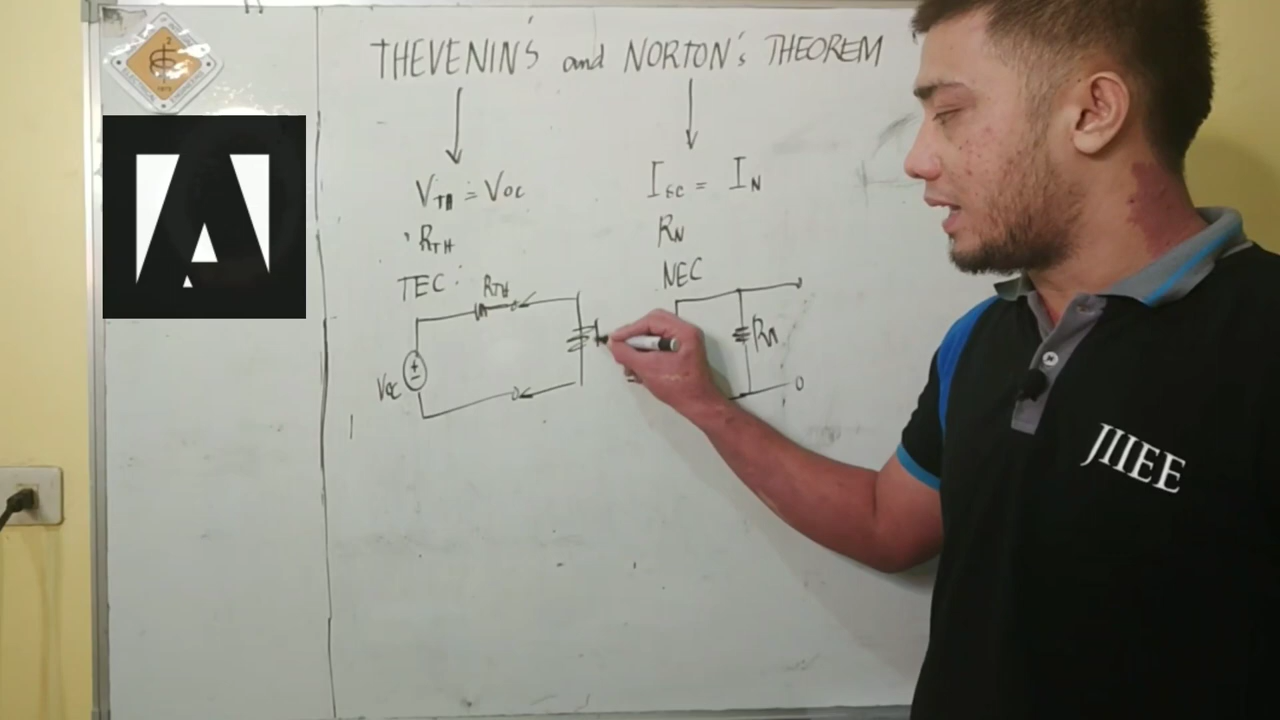 THEVENIN'S and NORTON's THEOREM
VTH = VOC
ISC = IN
RTH
RN
TEC:
NEC
RTH
RN
VOC
JIIEE